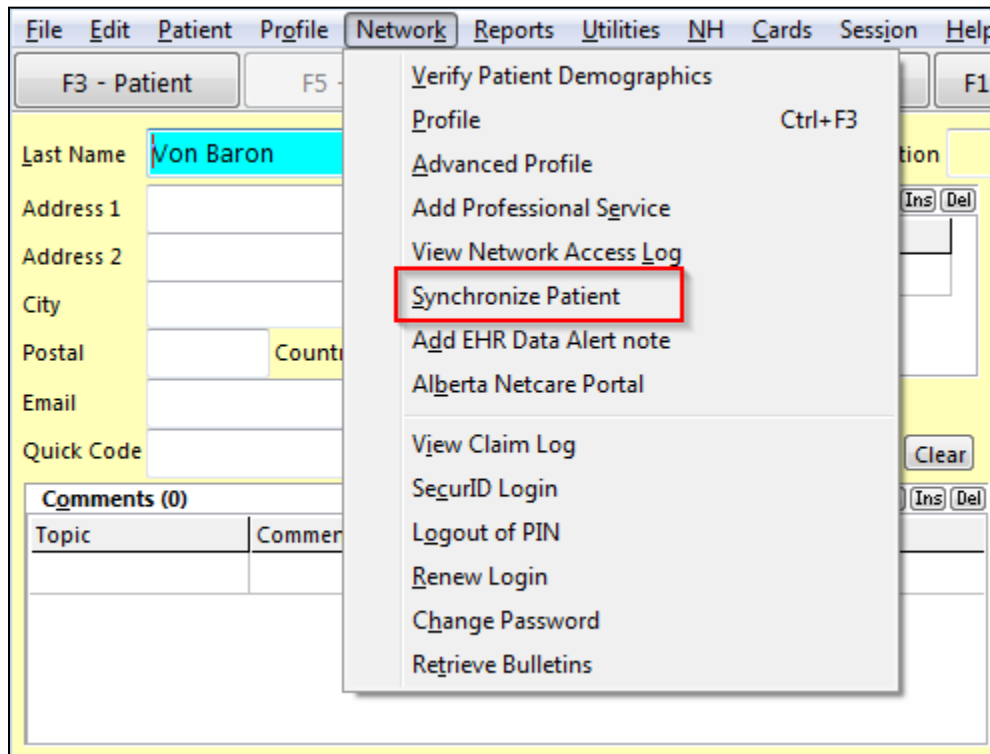 File Edit Patient Profile Network Reports Utilities NH Cards Session Help
F3 - Patient F5 - F1
Verify Patient Demographics
Profile Ctrl+F3
Last Name Von Baron tion
Advanced Profile
Address 1 Add Professional Service Ins Del
Address 2 View Network Access Log
City Synchronize Patient
Postal Countr Add EHR Data Alert note
Alberta Netcare Portal
Email
Quick Code View Claim Log Clear
Comments (0) SecurID Login Ins Del
Topic Commen Logout of PIN
Renew Login
Change Password
Retrieve Bulletins